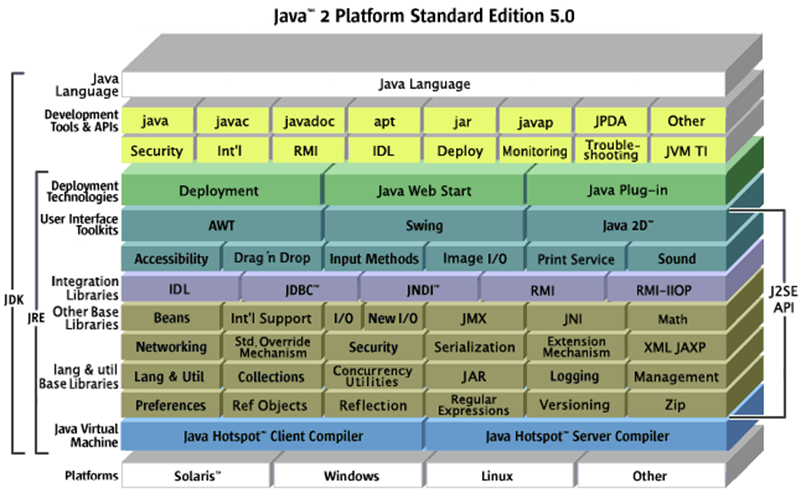 Java™ 2 Platform Standard Edition 5.0
Java
Language
Java Language
Development
Tools & APIs
java javac javadoc apt jar javap JPDA Other
Security Int'l RMI IDL Deploy Monitoring Trouble-
shooting JVM TI
Deployment
Technologies
Deployment Java Web Start Java Plug-in
User Interface
Toolkits
AWT Swing Java 2D™
Accessibility Drag 'n Drop Input Methods Image I/O Print Service Sound
Integration
Libraries
IDL JDBC™ JNDI™ RMI RMI-IIOP
JDK
JRE
J2SE
API
Other Base
Libraries
Beans Int'l Support I/O New I/O JMX JNI Math
Networking Std. Override
Mechanism Security Serialization Extension
Mechanism XML JAXP
lang & util
Base Libraries
Lang & Util Collections Concurrency
Utilities JAR Logging Management
Preferences Ref Objects Reflection Regular
Expressions Versioning Zip
Java Virtual
Machine
Java Hotspot™ Client Compiler Java Hotspot™ Server Compiler
Platforms
Solaris™ Windows Linux Other